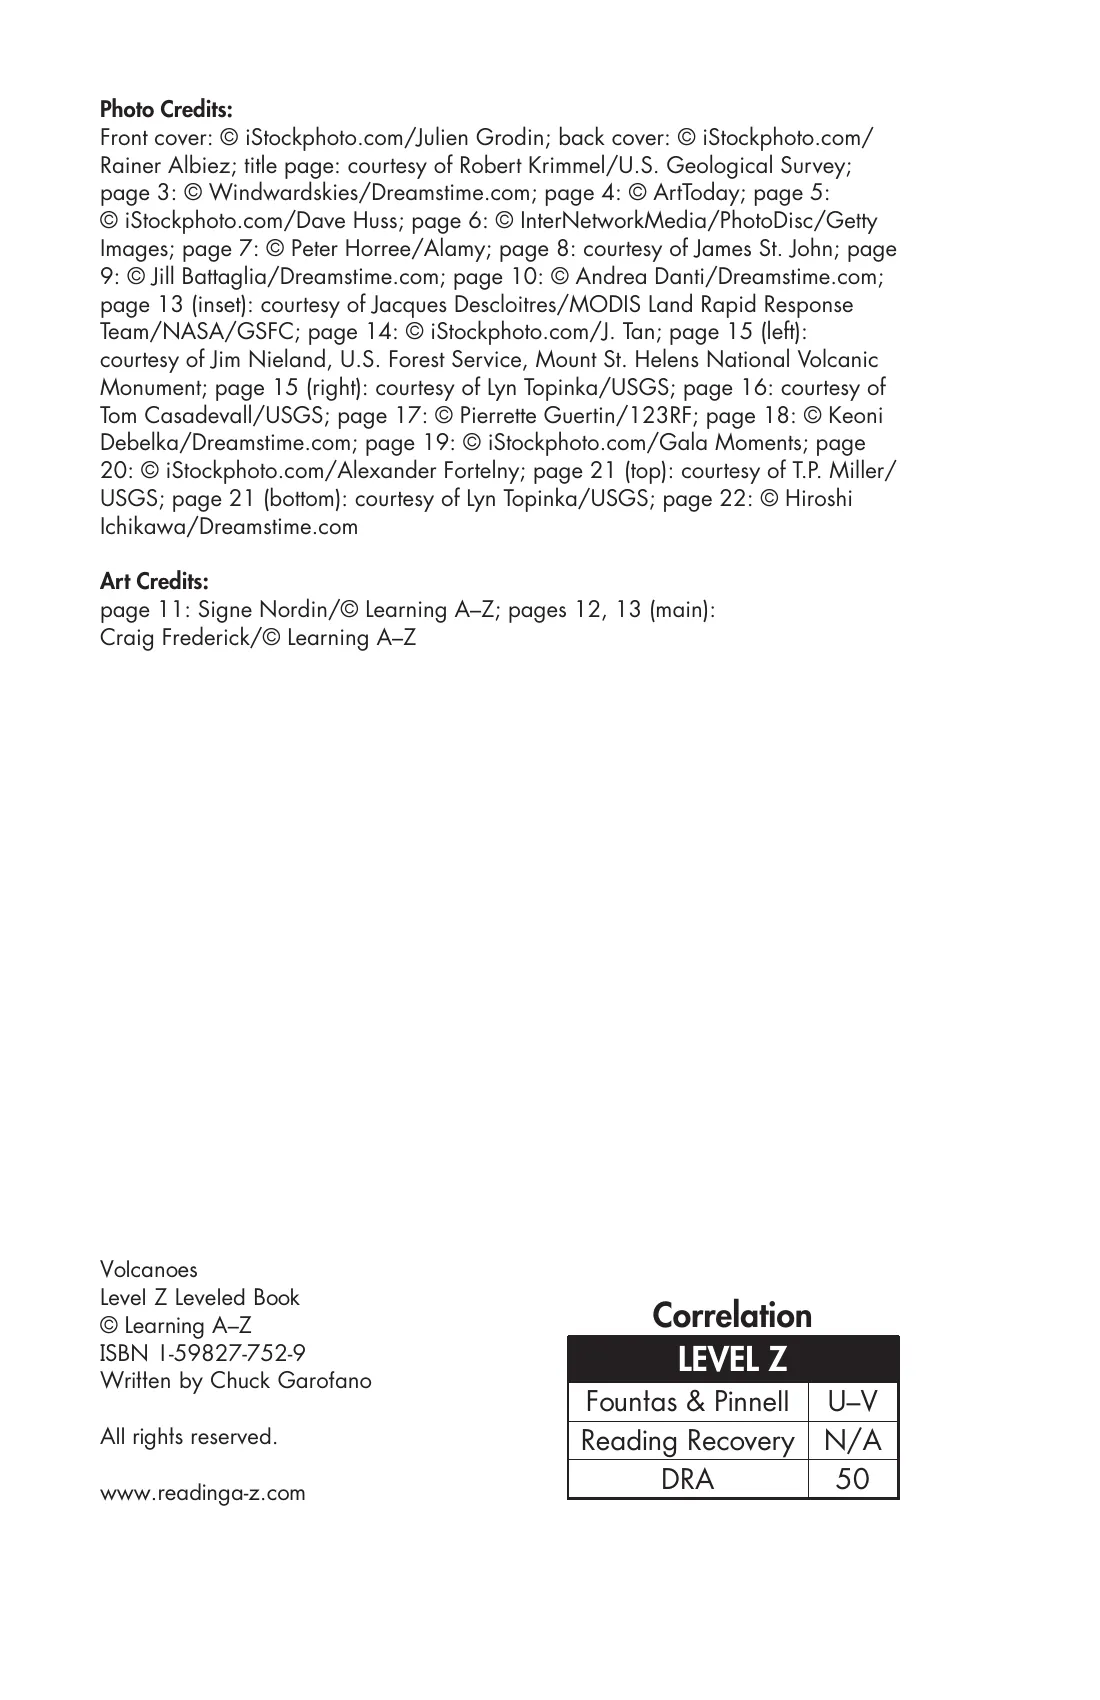 Photo Credits:
Front cover: © iStockphoto.com/Julien Grodin; back cover: © iStockphoto.com/
Rainer Albiez; title page: courtesy of Robert Krimmel/U.S. Geological Survey;
page 3: © Windwardskies/Dreamstime.com; page 4: © ArtToday; page 5:
© iStockphoto.com/Dave Huss; page 6: © InterNetworkMedia/PhotoDisc/Getty
Images; page 7: © Peter Horree/Alamy; page 8: courtesy of James St. John; page
9: © Jill Battaglia/Dreamstime.com; page 10: © Andrea Danti/Dreamstime.com;
page 13 (inset): courtesy of Jacques Descloitres/MODIS Land Rapid Response
Team/NASA/GSFC; page 14: © iStockphoto.com/J. Tan; page 15 (left):
courtesy of Jim Nieland, U.S. Forest Service, Mount St. Helens National Volcanic
Monument; page 15 (right): courtesy of Lyn Topinka/USGS; page 16: courtesy of
Tom Casadevall/USGS; page 17: © Pierrette Guertin/123RF; page 18: © Keoni
Debelka/Dreamstime.com; page 19: © iStockphoto.com/Gala Moments; page
20: © iStockphoto.com/Alexander Fortelny; page 21 (top): courtesy of T.P. Miller/
USGS; page 21 (bottom): courtesy of Lyn Topinka/USGS; page 22: © Hiroshi
Ichikawa/Dreamstime.com
Art Credits:
page 11: Signe Nordin/© Learning A–Z; pages 12, 13 (main):
Craig Frederick/© Learning A–Z
Volcanoes
Level Z Leveled Book
© Learning A–Z
ISBN 1-59827-752-9
Written by Chuck Garofano
All rights reserved.
www.readinga-z.com
Correlation
LEVEL Z
Fountas & Pinnell U–V
Reading Recovery N/A
DRA 50